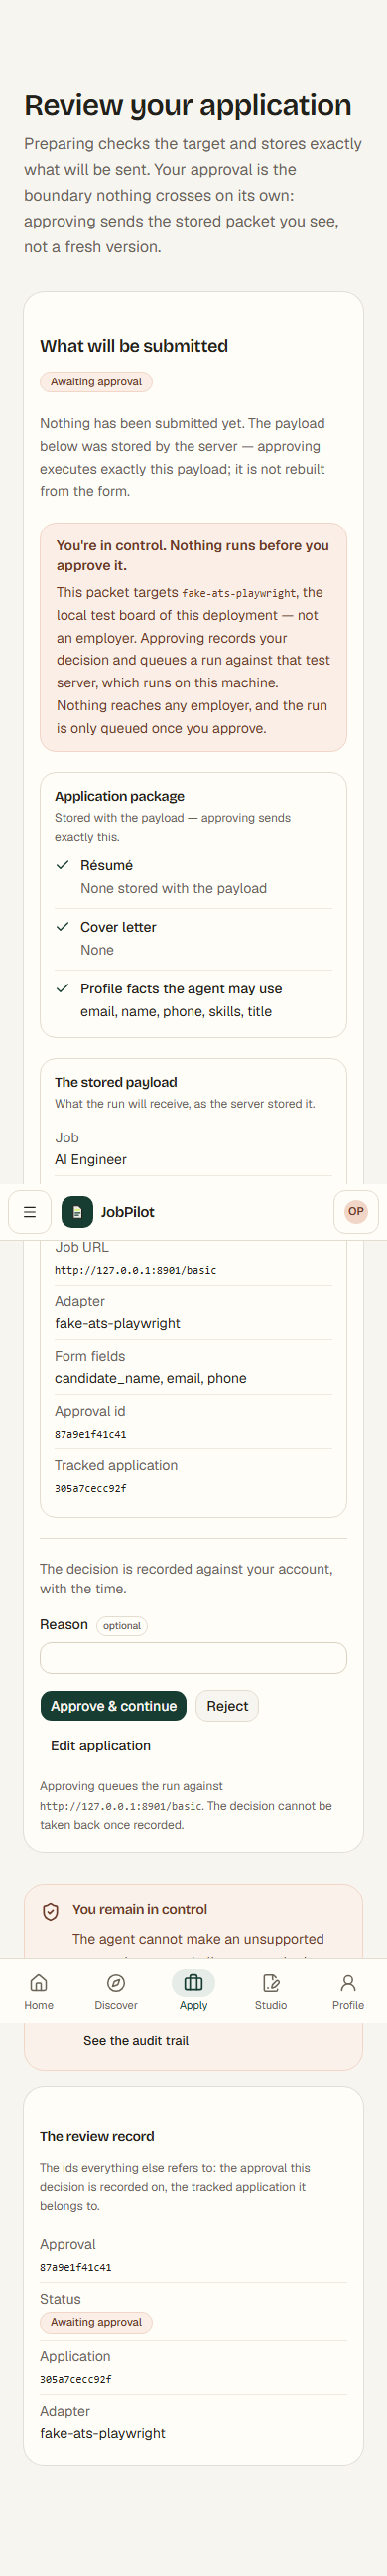 Review your application
Preparing checks the target and stores exactly
what will be sent. Your approval is the
boundary nothing crosses on its own:
approving sends the stored packet you see,
not a fresh version.
What will be submitted
Awaiting approval
Nothing has been submitted yet. The payload
below was stored by the server — approving
executes exactly this payload; it is not rebuilt
from the form.
You're in control. Nothing runs before you
approve it.
This packet targets fake-ats-playwright, the
local test board of this deployment — not
an employer. Approving records your
decision and queues a run against that test
server, which runs on this machine.
Nothing reaches any employer, and the run
is only queued once you approve.
Application package
Stored with the payload — approving sends
exactly this.
Résumé
None stored with the payload
Cover letter
None
Profile facts the agent may use
email, name, phone, skills, title
The stored payload
What the run will receive, as the server stored it.
Job
AI Engineer
JobPilot
OP
Job URL
http://127.0.0.1:8901/basic
Adapter
fake-ats-playwright
Form fields
candidate_name, email, phone
Approval id
87a9e1f41c41
Tracked application
305a7cecc92f
The decision is recorded against your account,
with the time.
Reason optional
Approve & continue Reject
Edit application
Approving queues the run against
http://127.0.0.1:8901/basic. The decision cannot be
taken back once recorded.
You remain in control
The agent cannot make an unsupported
Home Discover Apply Studio Profile
See the audit trail
The review record
The ids everything else refers to: the approval this
decision is recorded on, the tracked application it
belongs to.
Approval
87a9e1f41c41
Status
Awaiting approval
Application
305a7cecc92f
Adapter
fake-ats-playwright